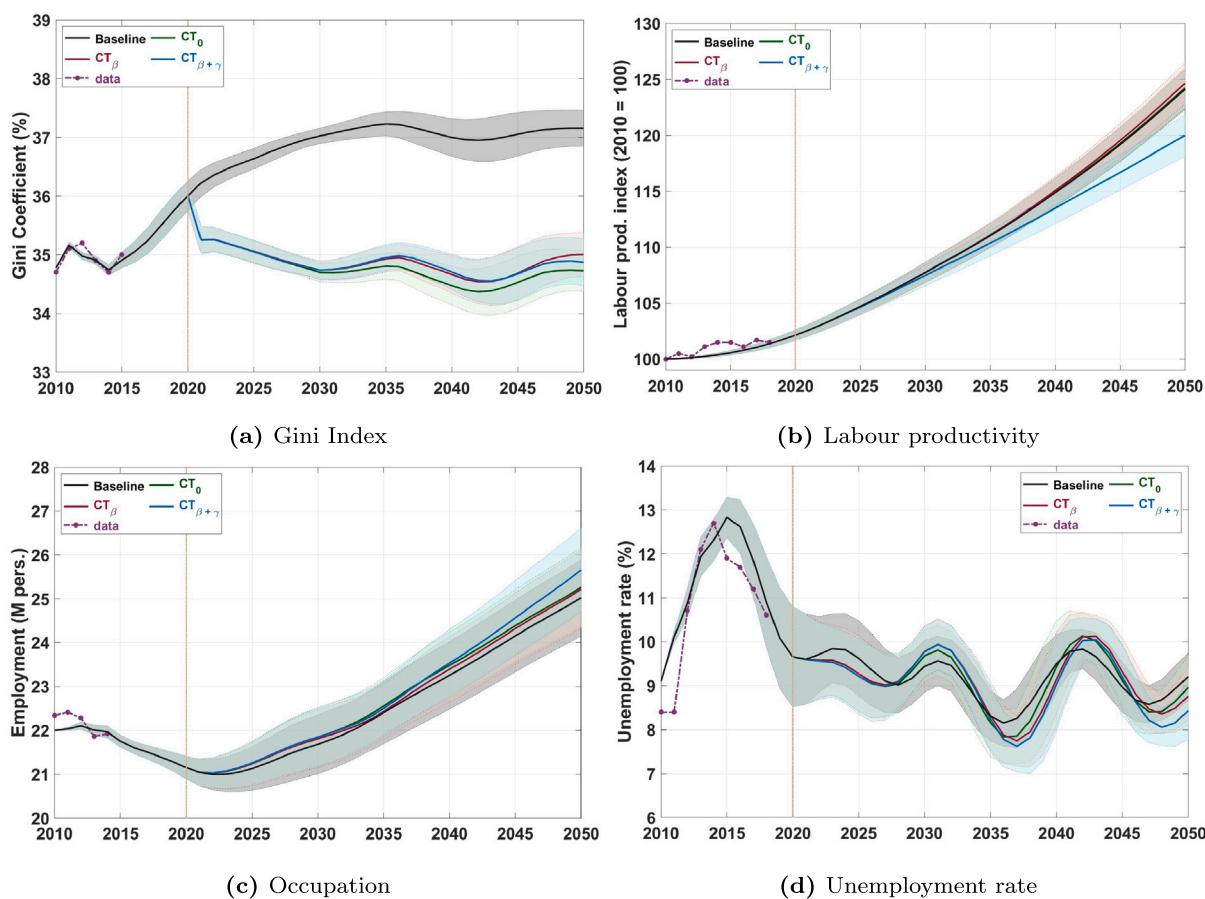 39
38
37
36
35
34
33
Gini Coefficient (%)
Baseline CT0
CTβ CTβ+γ
data
2010 2015 2020 2025 2030 2035 2040 2045 2050
(a) Gini Index
130
125
120
115
110
105
100
Labour prod. index (2010 = 100)
Baseline CT0
CTβ CTβ+γ
data
2010 2015 2020 2025 2030 2035 2040 2045 2050
(b) Labour productivity
28
27
26
25
24
23
22
21
20
Employment (M pers.)
Baseline CT0
CTβ CTβ+γ
data
2010 2015 2020 2025 2030 2035 2040 2045 2050
(c) Occupation
14
13
12
11
10
9
8
7
6
Unemployment rate (%)
Baseline CT0
CTβ CTβ+γ
data
2010 2015 2020 2025 2030 2035 2040 2045 2050
(d) Unemployment rate